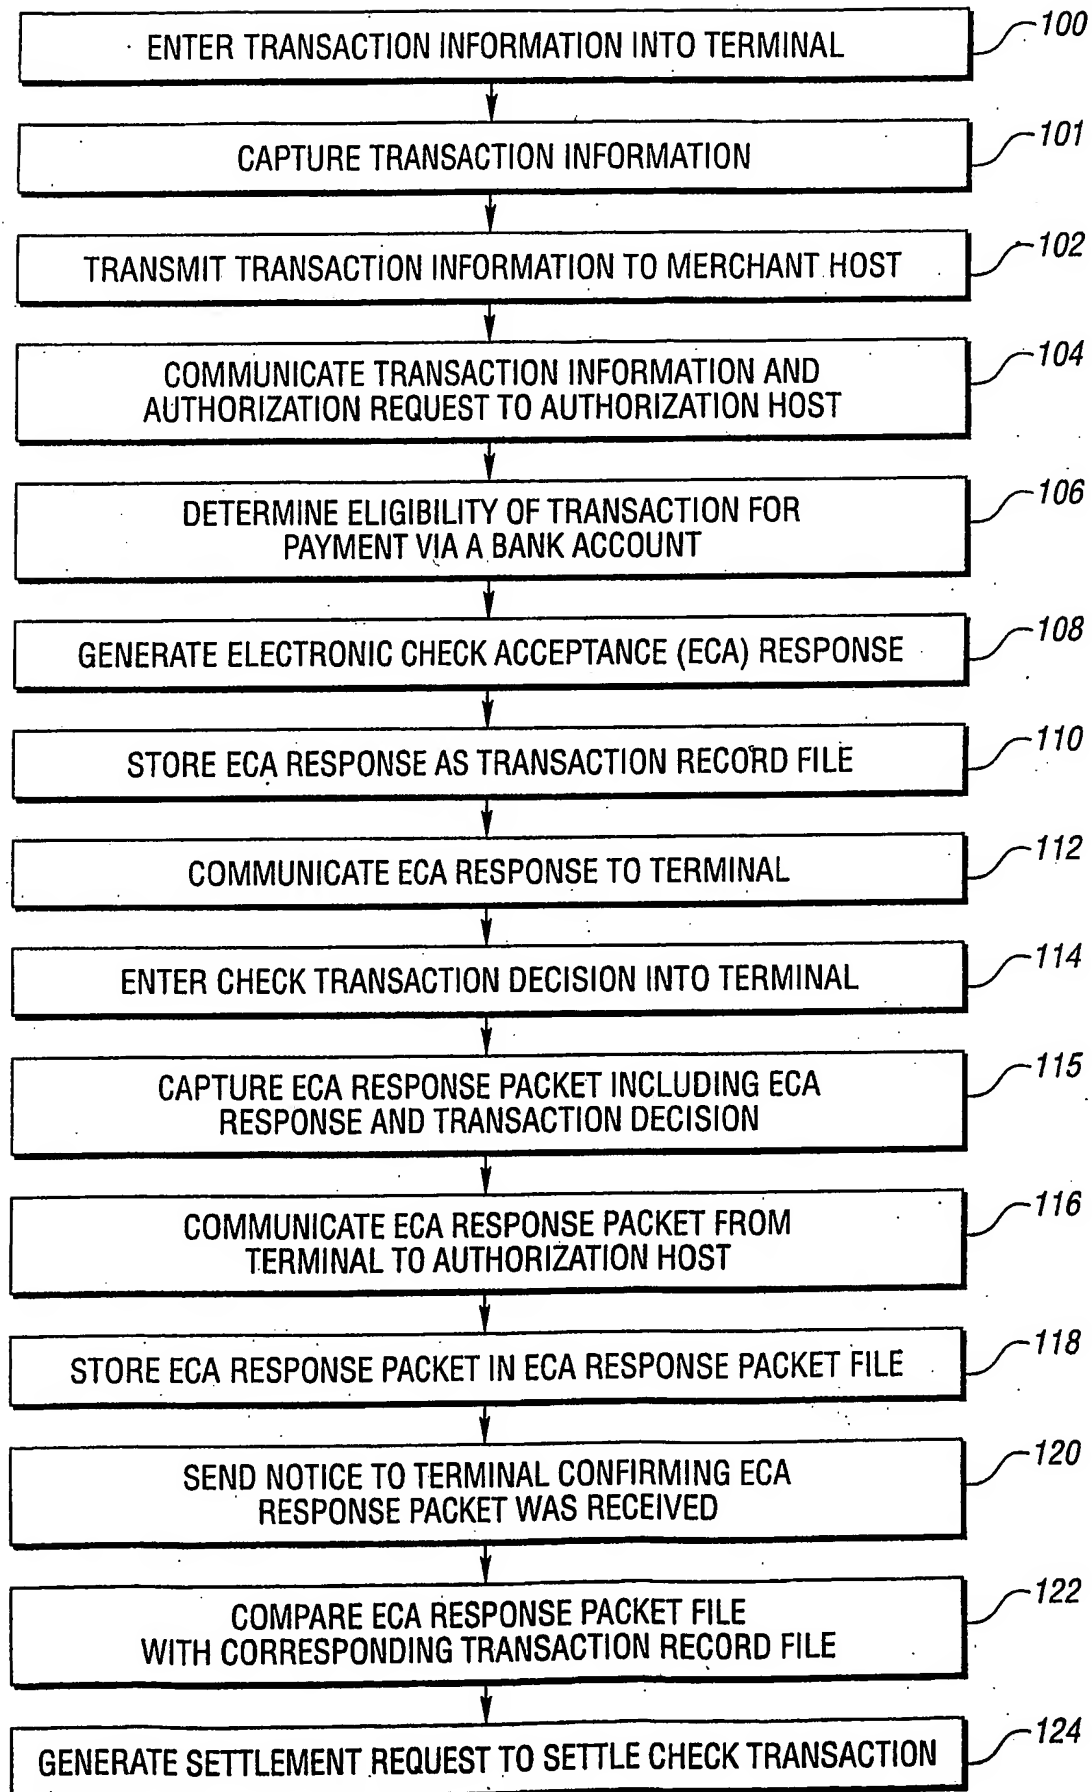 ENTER TRANSACTION INFORMATION INTO TERMINAL
100
CAPTURE TRANSACTION INFORMATION
101
TRANSMIT TRANSACTION INFORMATION TO MERCHANT HOST
102
COMMUNICATE TRANSACTION INFORMATION AND
AUTHORIZATION REQUEST TO AUTHORIZATION HOST
104
DETERMINE ELIGIBILITY OF TRANSACTION FOR
PAYMENT VIA A BANK ACCOUNT
106
GENERATE ELECTRONIC CHECK ACCEPTANCE (ECA) RESPONSE
108
STORE ECA RESPONSE AS TRANSACTION RECORD FILE
110
COMMUNICATE ECA RESPONSE TO TERMINAL
112
ENTER CHECK TRANSACTION DECISION INTO TERMINAL
114
CAPTURE ECA RESPONSE PACKET INCLUDING ECA
RESPONSE AND TRANSACTION DECISION
115
COMMUNICATE ECA RESPONSE PACKET FROM
TERMINAL TO AUTHORIZATION HOST
116
STORE ECA RESPONSE PACKET IN ECA RESPONSE PACKET FILE
118
SEND NOTICE TO TERMINAL CONFIRMING ECA
RESPONSE PACKET WAS RECEIVED
120
COMPARE ECA RESPONSE PACKET FILE
WITH CORRESPONDING TRANSACTION RECORD FILE
122
GENERATE SETTLEMENT REQUEST TO SETTLE CHECK TRANSACTION
124